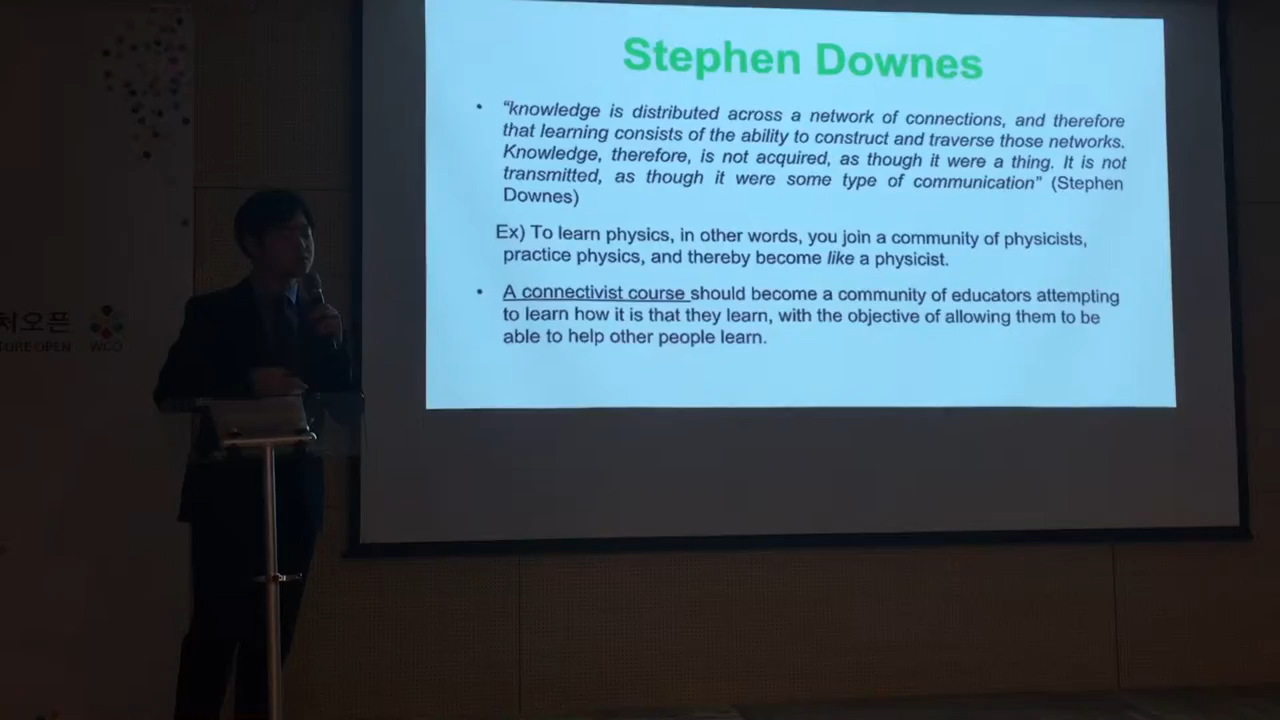 Stephen Downes
• “knowledge is distributed across a network of connections, and therefore
that learning consists of the ability to construct and traverse those networks.
Knowledge, therefore, is not acquired, as though it were a thing. It is not
transmitted, as though it were some type of communication” (Stephen
Downes)
Ex) To learn physics, in other words, you join a community of physicists,
practice physics, and thereby become like a physicist.
• A connectivist course should become a community of educators attempting
to learn how it is that they learn, with the objective of allowing them to be
able to help other people learn.
처오픈
TURE OPEN WCO